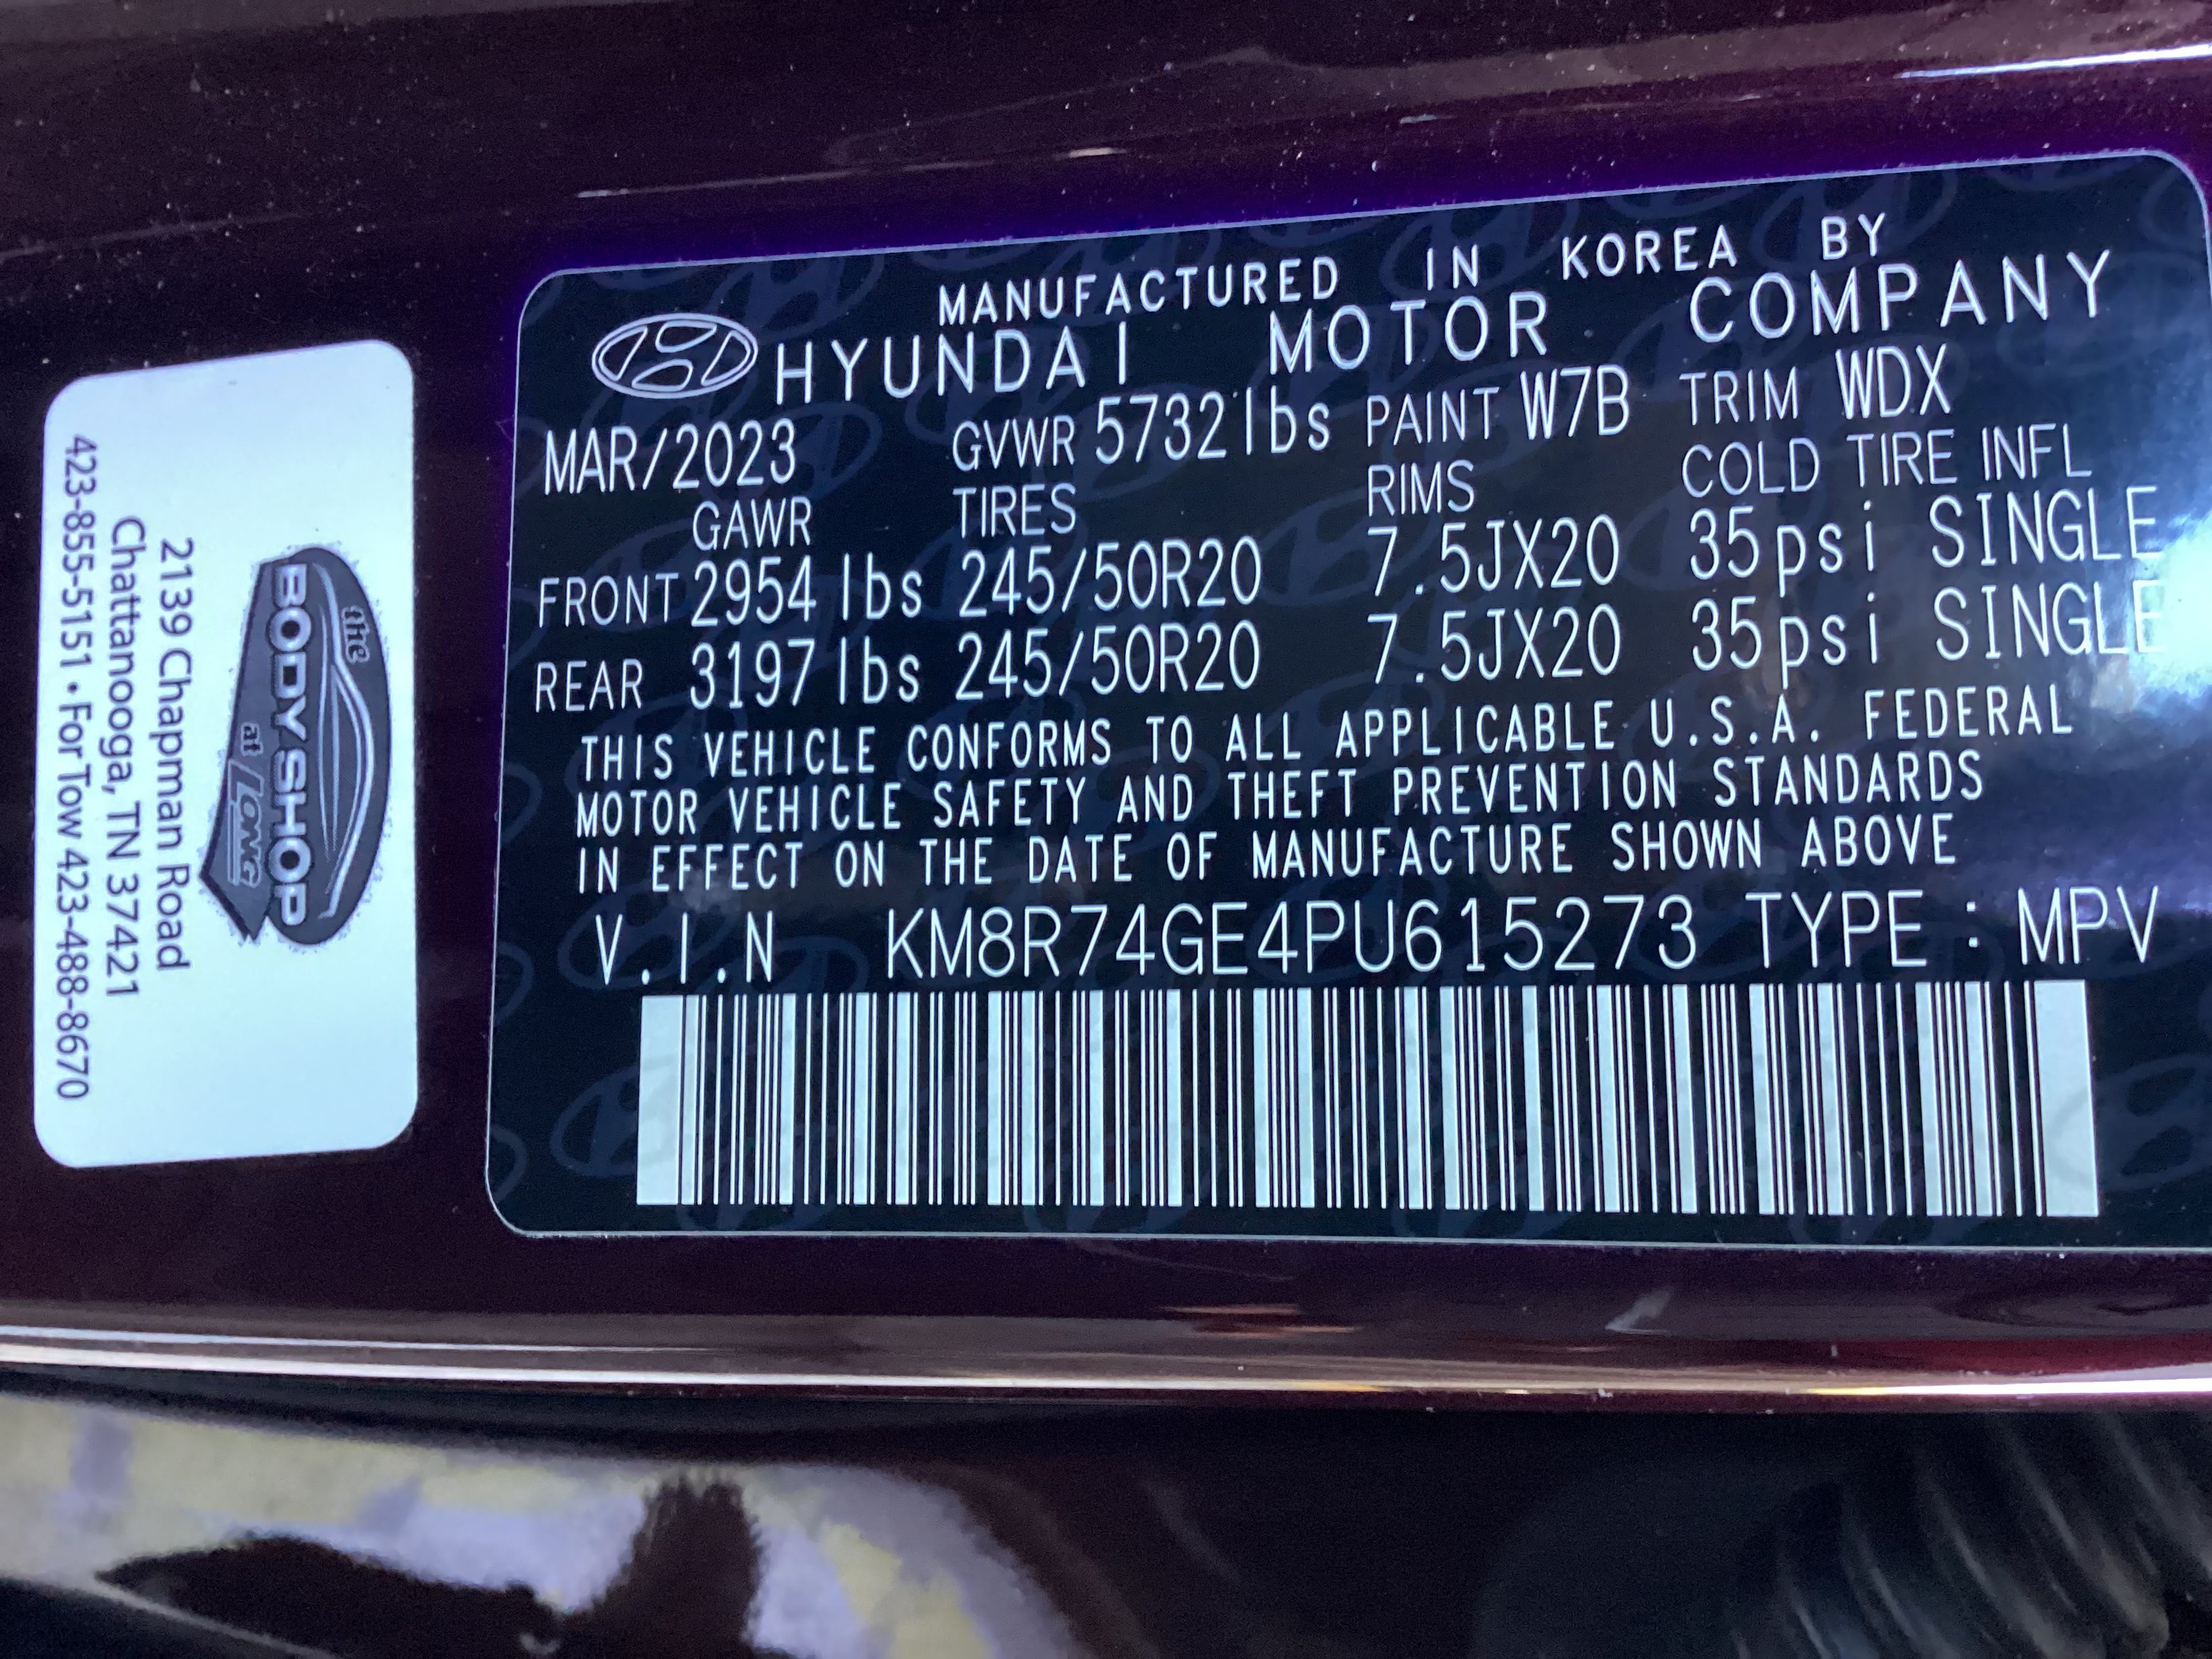 MANUFACTURED IN KOREA BY
HYUNDAI MOTOR COMPANY
MAR/2023 GVWR 5732 lbs PAINT W7B TRIM WDX
GAWR TIRES RIMS COLD TIRE INFL
FRONT 2954 lbs 245/50R20 7.5JX20 35psi SINGLE
REAR 3197 lbs 245/50R20 7.5JX20 35psi SINGLE
THIS VEHICLE CONFORMS TO ALL APPLICABLE U.S.A. FEDERAL
MOTOR VEHICLE SAFETY AND THEFT PREVENTION STANDARDS
IN EFFECT ON THE DATE OF MANUFACTURE SHOWN ABOVE
V.I.N KM8R74GE4PU615273 TYPE : MPV
the
BODY SHOP
at LONG
2139 Chapman Road
Chattanooga, TN 37421
423-855-5151 • For Tow 423-488-8670